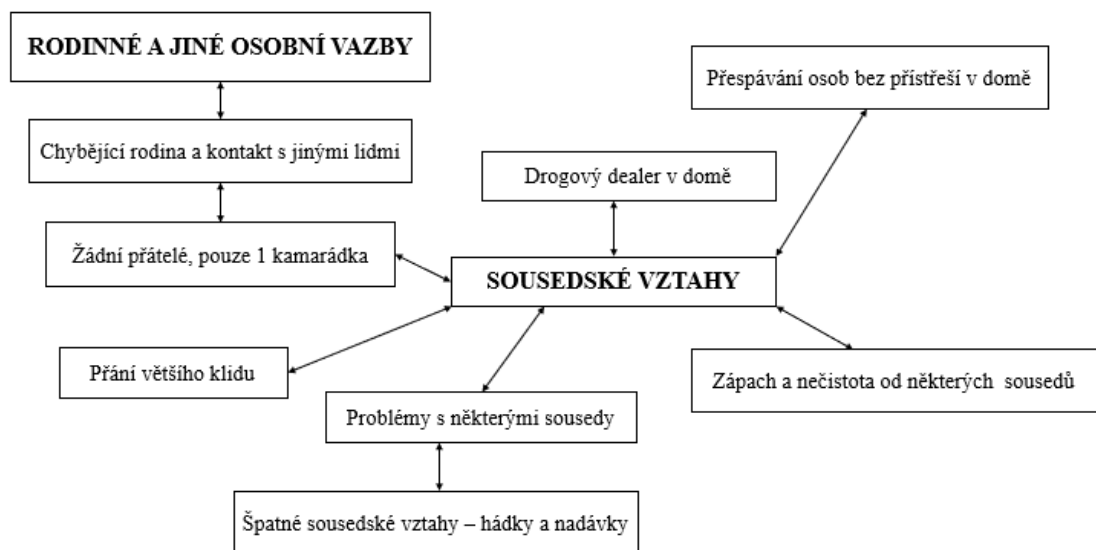 RODINNÉ A JINÉ OSOBNÍ VAZBY
Přespávání osob bez přístřeší v domě
Chybějící rodina a kontakt s jinými lidmi
Drogový dealer v domě
Žádní přátelé, pouze 1 kamarádka
SOUSEDSKÉ VZTAHY
Přání většího klidu
Zápach a nečistota od některých sousedů
Problémy s některými sousedy
Špatné sousedské vztahy – hádky a nadávky